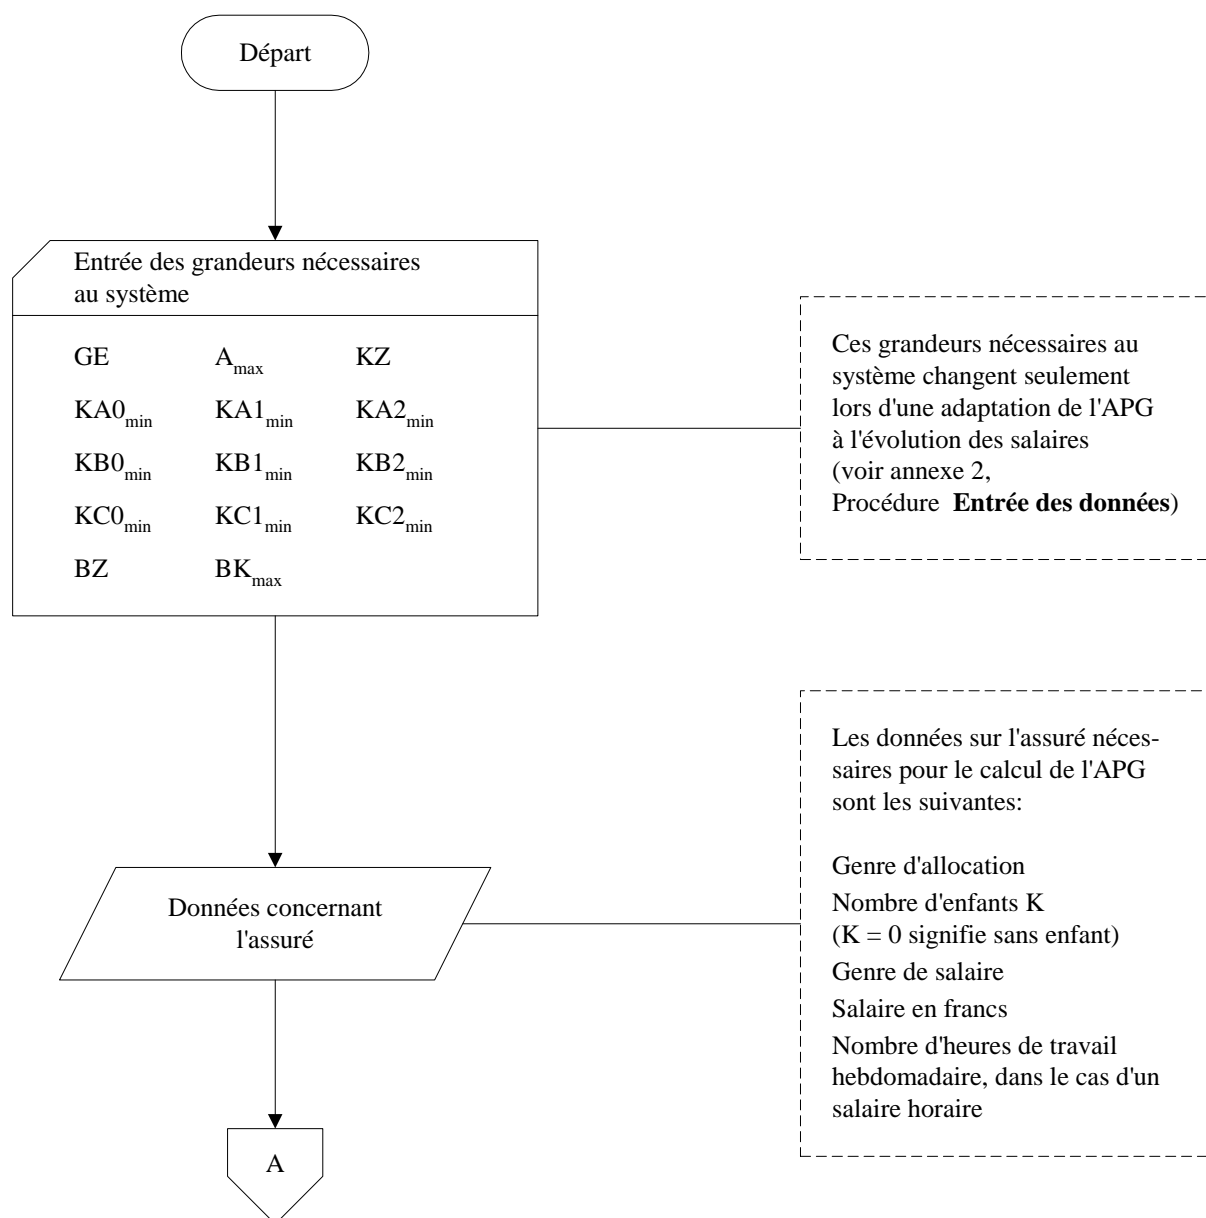 Départ
Entrée des grandeurs nécessaires
au système
GE A_max KZ
KA0_min KA1_min KA2_min
KB0_min KB1_min KB2_min
KC0_min KC1_min KC2_min
BZ BK_max
Ces grandeurs nécessaires au
système changent seulement
lors d'une adaptation de l'APG
à l'évolution des salaires
(voir annexe 2,
Procédure Entrée des données)
Données concernant
l'assuré
Les données sur l'assuré néces-
saires pour le calcul de l'APG
sont les suivantes:
Genre d'allocation
Nombre d'enfants K
(K = 0 signifie sans enfant)
Genre de salaire
Salaire en francs
Nombre d'heures de travail
hebdomadaire, dans le cas d'un
salaire horaire
A